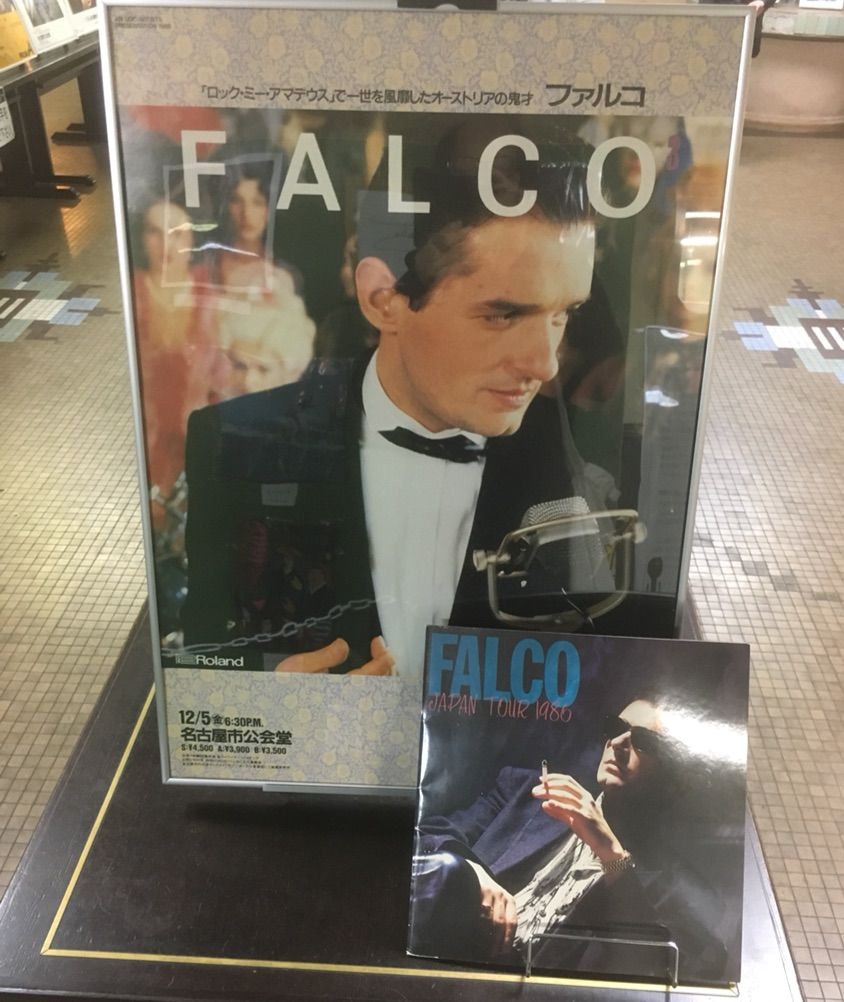 「ロック・ミー・アマデウス」で一世を風靡したオーストリアの鬼才 ファルコ
FALCO
3
Roland
12/5㊎6:30P.M.
名古屋市公会堂
S:¥4,500 A:¥3,900 B:¥3,500
FALCO
JAPAN TOUR 1986